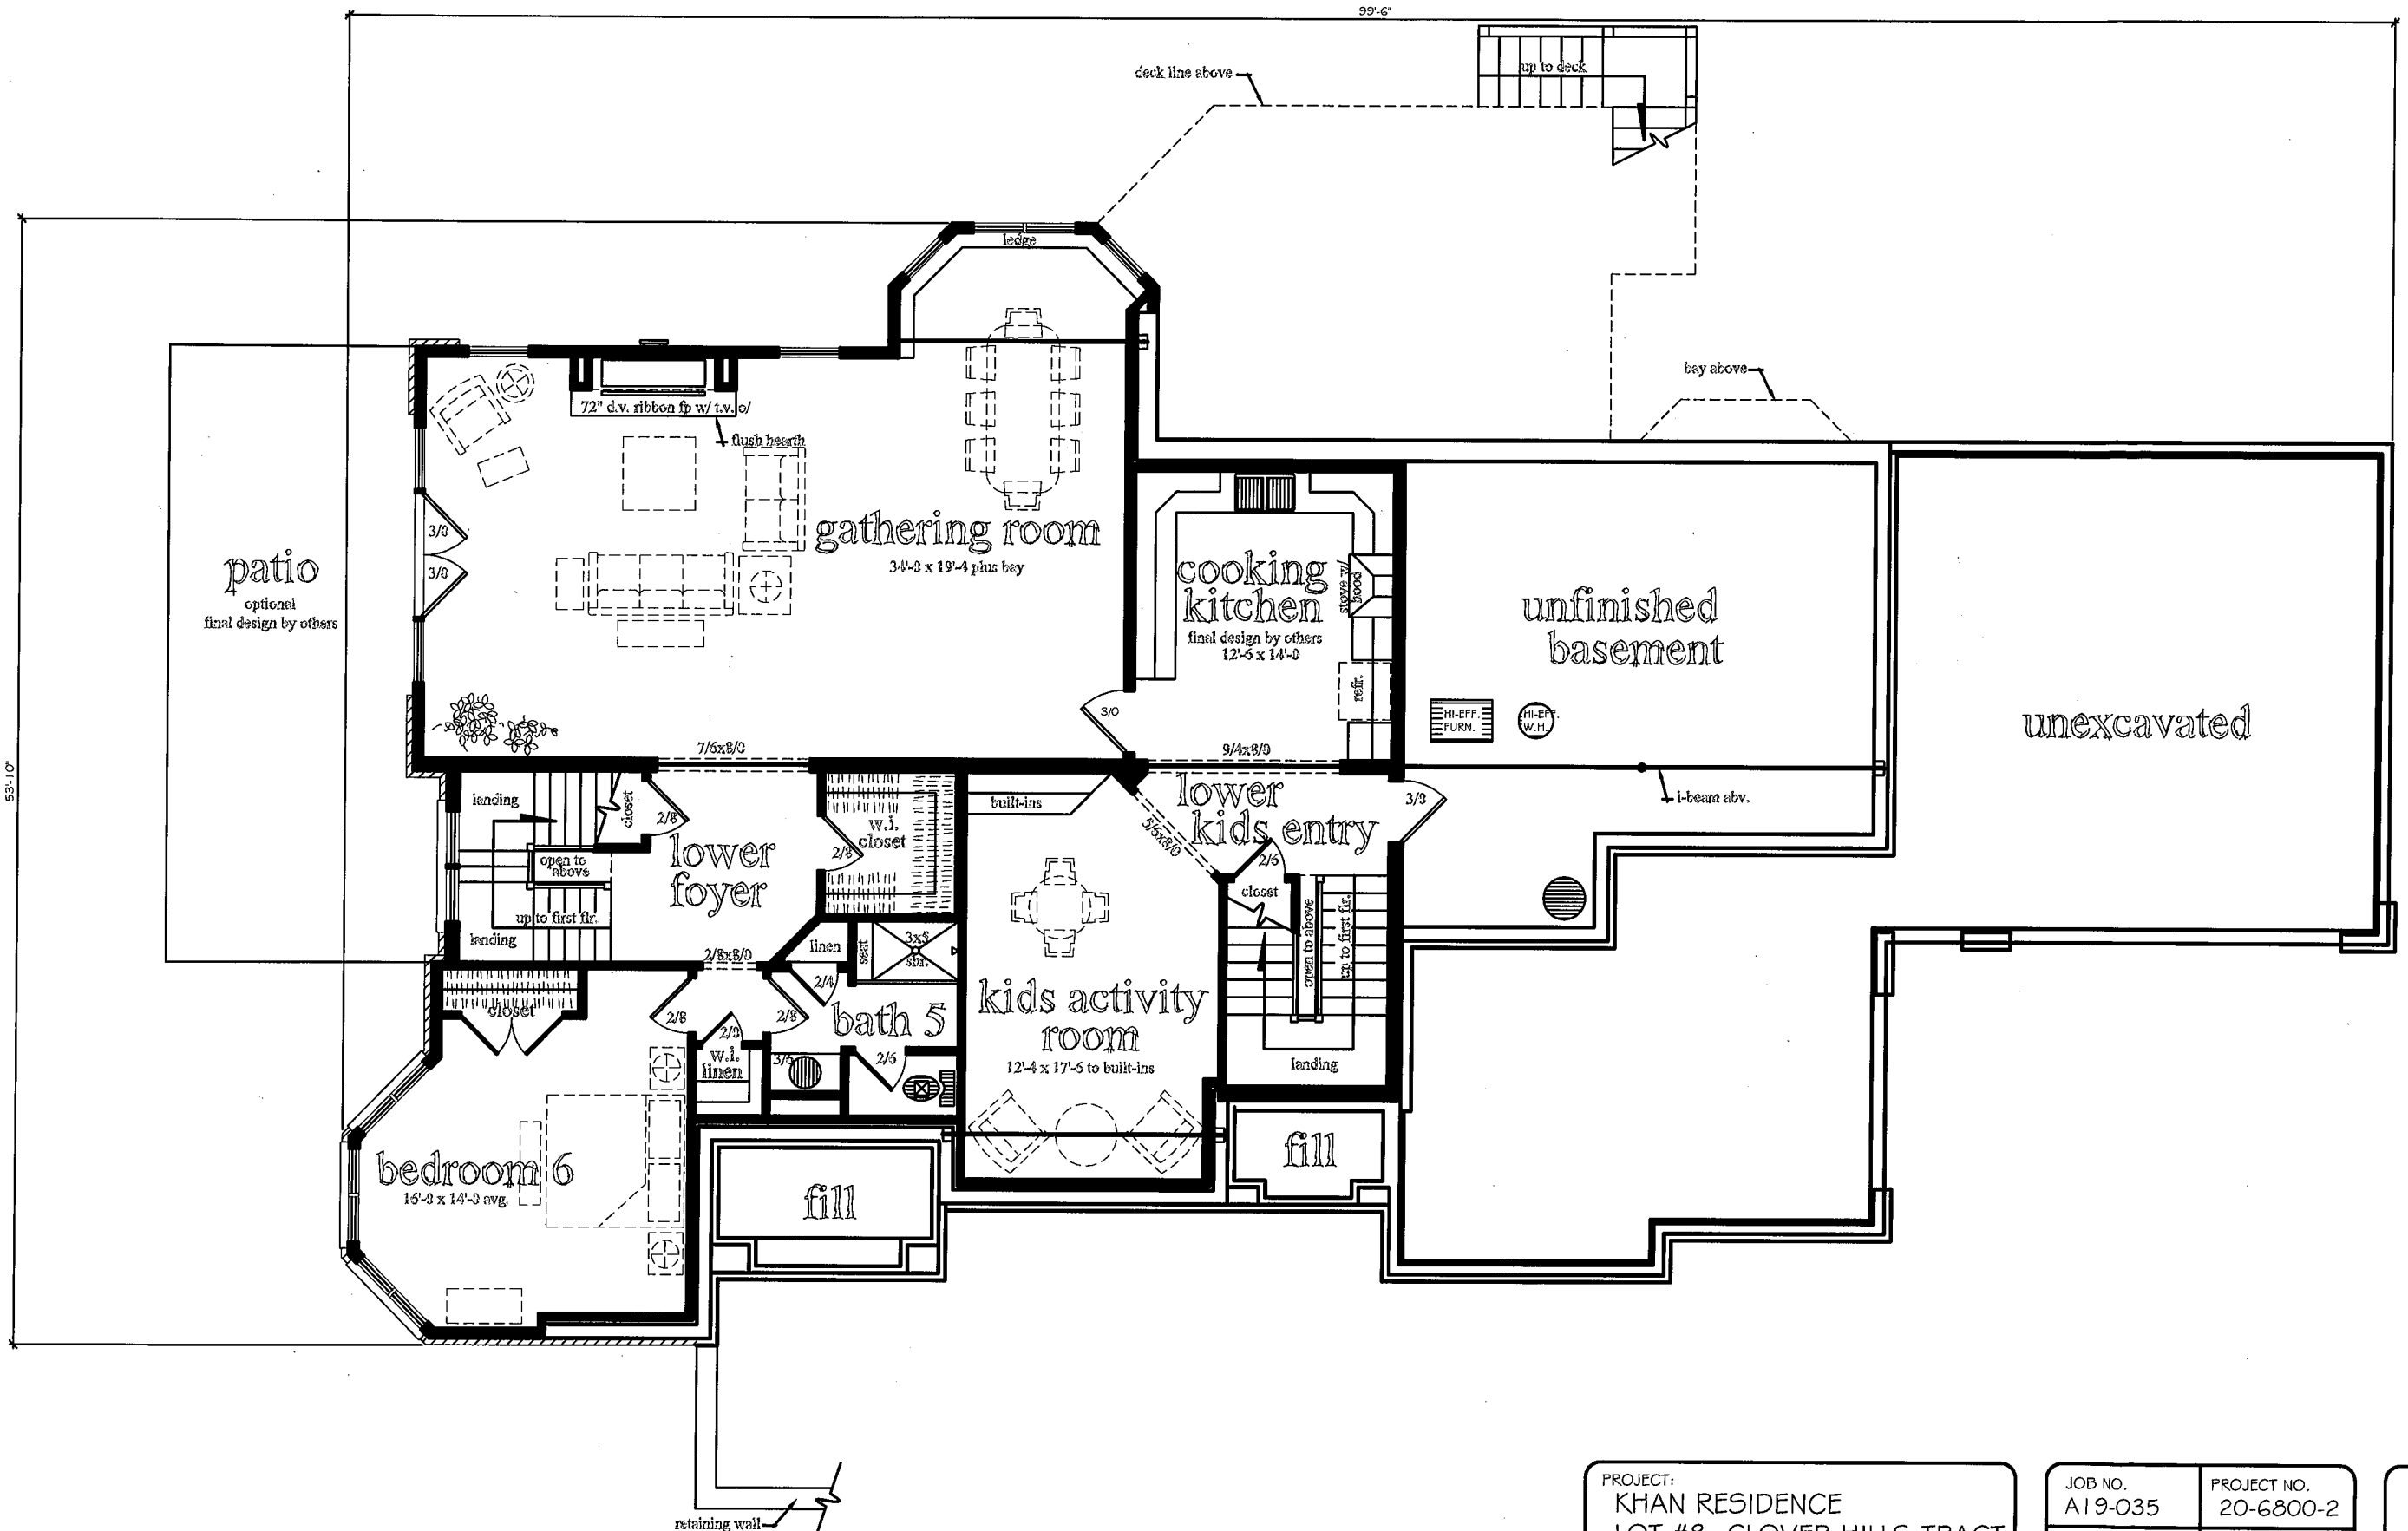 99'-6"
deck line above
up to deck
ledge
bay above
72" d.v. ribbon fp w/ t.v. o/
flush hearth
gathering room
34'-0 x 19'-4 plus bay
3/0
3/0
patio
optional
final design by others
cooking
kitchen
final design by others
12'-6 x 14'-0
stove w/
hood
refr.
unfinished
basement
HI-EFF.
FURN.
HI-EFF.
W.H.
unexcavated
53'-10"
3/0
7/6x8/0
9/4x8/0
landing
closet
2/8
open to
above
up to first flr.
landing
lower
foyer
2/8
w.i.
closet
built-ins
lower
kids entry
5/6x8/0
3/0
i-beam abv.
2/6
closet
open to above
up to first flr.
landing
2/8x8/0
linen
seat
3x5
shr.
2/4
closet
2/8
2/8
2/0
w.i.
linen
bath 5
3/6
2/6
kids activity
room
12'-4 x 17'-6 to built-ins
bedroom 6
16'-0 x 14'-0 avg.
fill
fill
retaining wall
PROJECT:
KHAN RESIDENCE
LOT #8, CLOVER HILLS TRACT
JOB NO.
A19-035
PROJECT NO.
20-6800-2